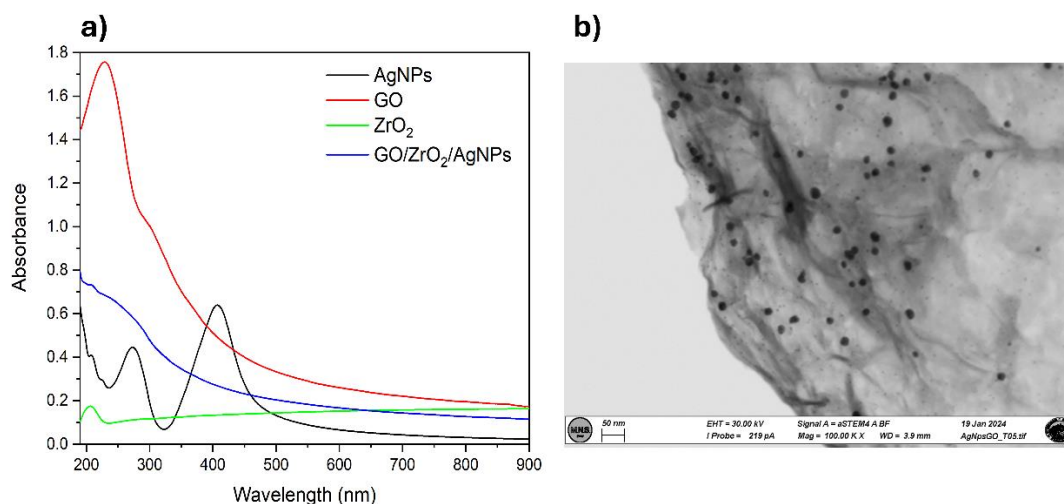 a)
b)
1.8
1.6
1.4
1.2
1.0
0.8
0.6
0.4
0.2
0.0
Absorbance
AgNPs
GO
ZrO₂
GO/ZrO₂/AgNPs
200 300 400 500 600 700 800 900
Wavelength (nm)
50 nm
EHT = 30.00 kV Signal A = aSTEM4 A BF 19 Jan 2024
I Probe = 219 pA Mag = 100.00 K X WD = 3.9 mm AgNpsGO_T05.tif